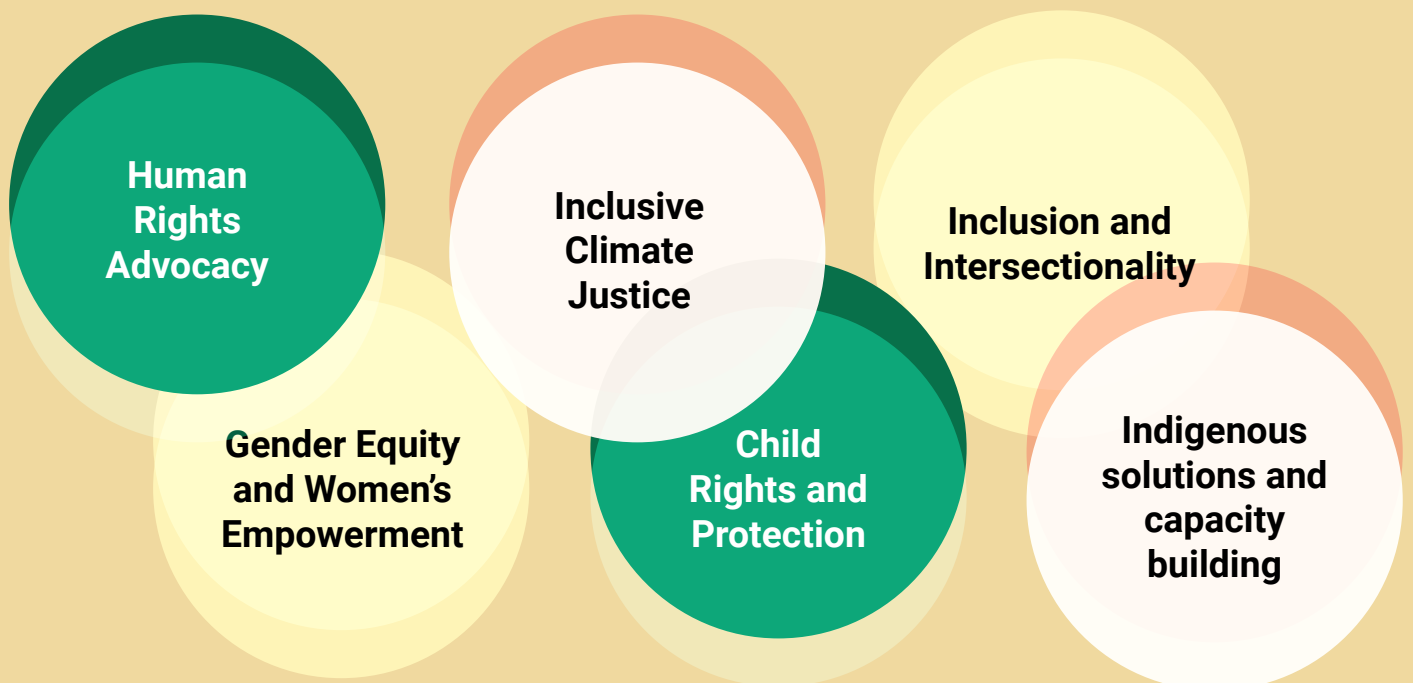 Human
Rights
Advocacy
Inclusive
Climate
Justice
Inclusion and
Intersectionality
Gender Equity
and Women’s
Empowerment
Child
Rights and
Protection
Indigenous
solutions and
capacity
building